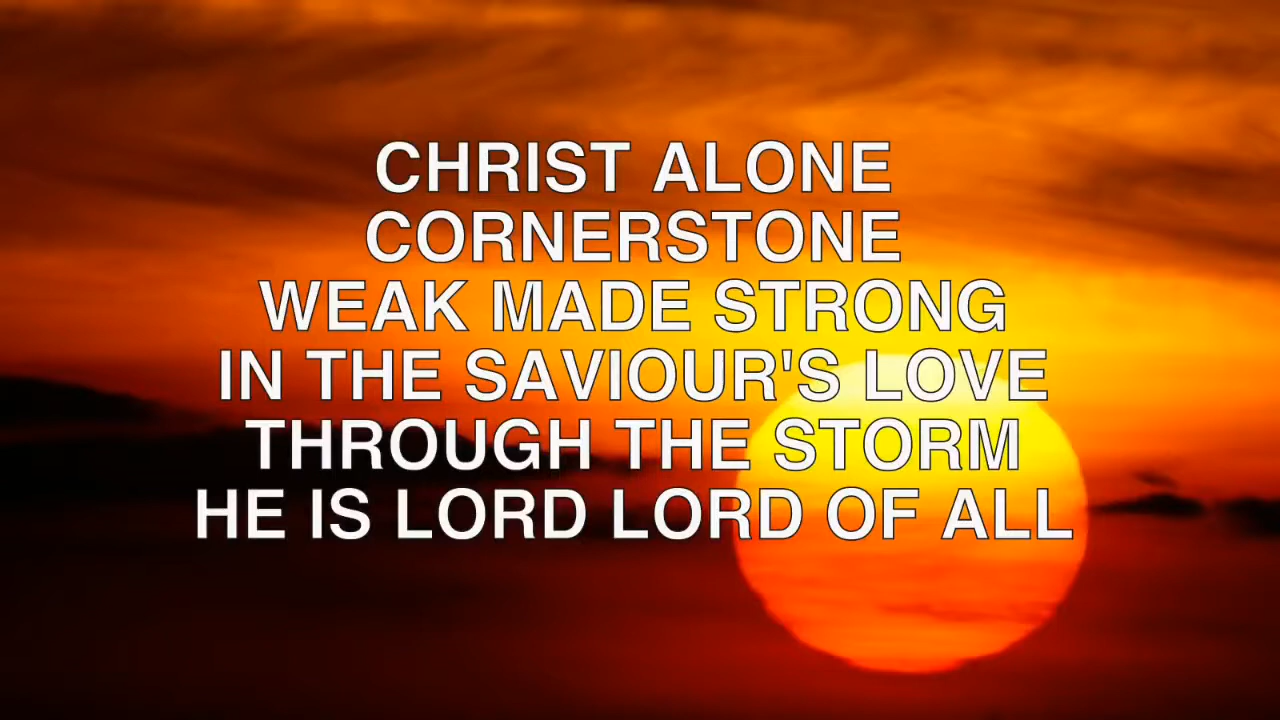 CHRIST ALONE
CORNERSTONE
WEAK MADE STRONG
IN THE SAVIOUR'S LOVE
THROUGH THE STORM
HE IS LORD LORD OF ALL